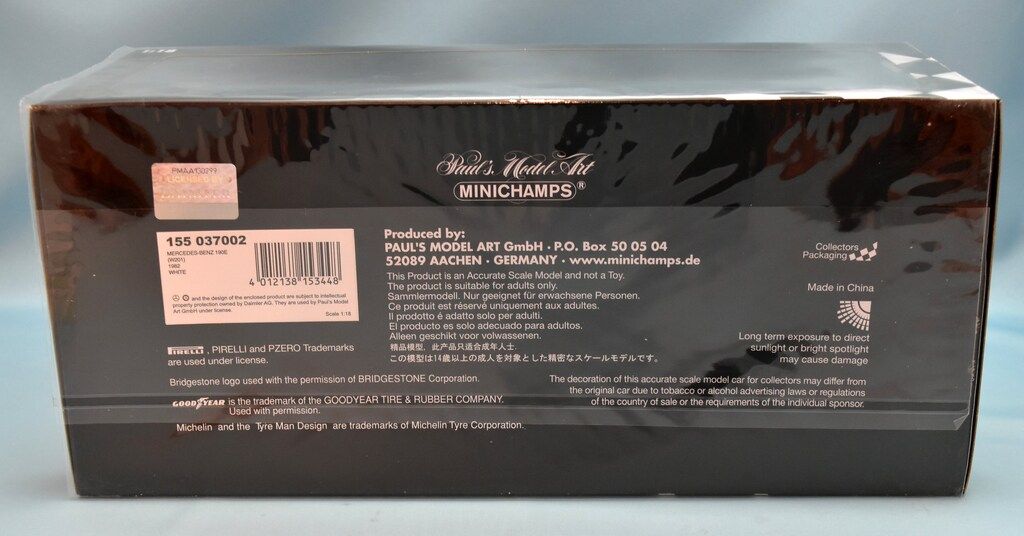 1:18
PMAA130299
Paul's Model Art
MINICHAMPS®
155 037002
MERCEDES-BENZ 190E
(W201)
1982
WHITE
4 012138 153448
and the design of the enclosed product are subject to intellectual
property protection owned by Daimler AG. They are used by Paul's Model
Art GmbH under license.
Scale 1:18
Produced by:
PAUL'S MODEL ART GmbH · P.O. Box 50 05 04
52089 AACHEN · GERMANY · www.minichamps.de
This Product is an Accurate Scale Model and not a Toy.
The product is suitable for adults only.
Sammlermodell. Nur geeignet für erwachsene Personen.
Ce produit est réservé uniquement aux adultes.
Il prodotto é adatto solo per adulti.
El producto es solo adecuado para adultos.
Alleen geschikt voor volwassenen.
精品模型，此产品只适合成年人士.
この模型は14歳以上の成人を対象とした精密なスケールモデルです。
Collectors
Packaging
Made in China
Long term exposure to direct
sunlight or bright spotlight
may cause damage
PIRELLI, PIRELLI and PZERO Trademarks
are used under license.
Bridgestone logo used with the permission of BRIDGESTONE Corporation.
GOODYEAR is the trademark of the GOODYEAR TIRE & RUBBER COMPANY.
Used with permission.
Michelin and the Tyre Man Design are trademarks of Michelin Tyre Corporation.
The decoration of this accurate scale model car for collectors may differ from
the original car due to tobacco or alcohol advertising laws or regulations
of the country of sale or the requirements of the individual sponsor.